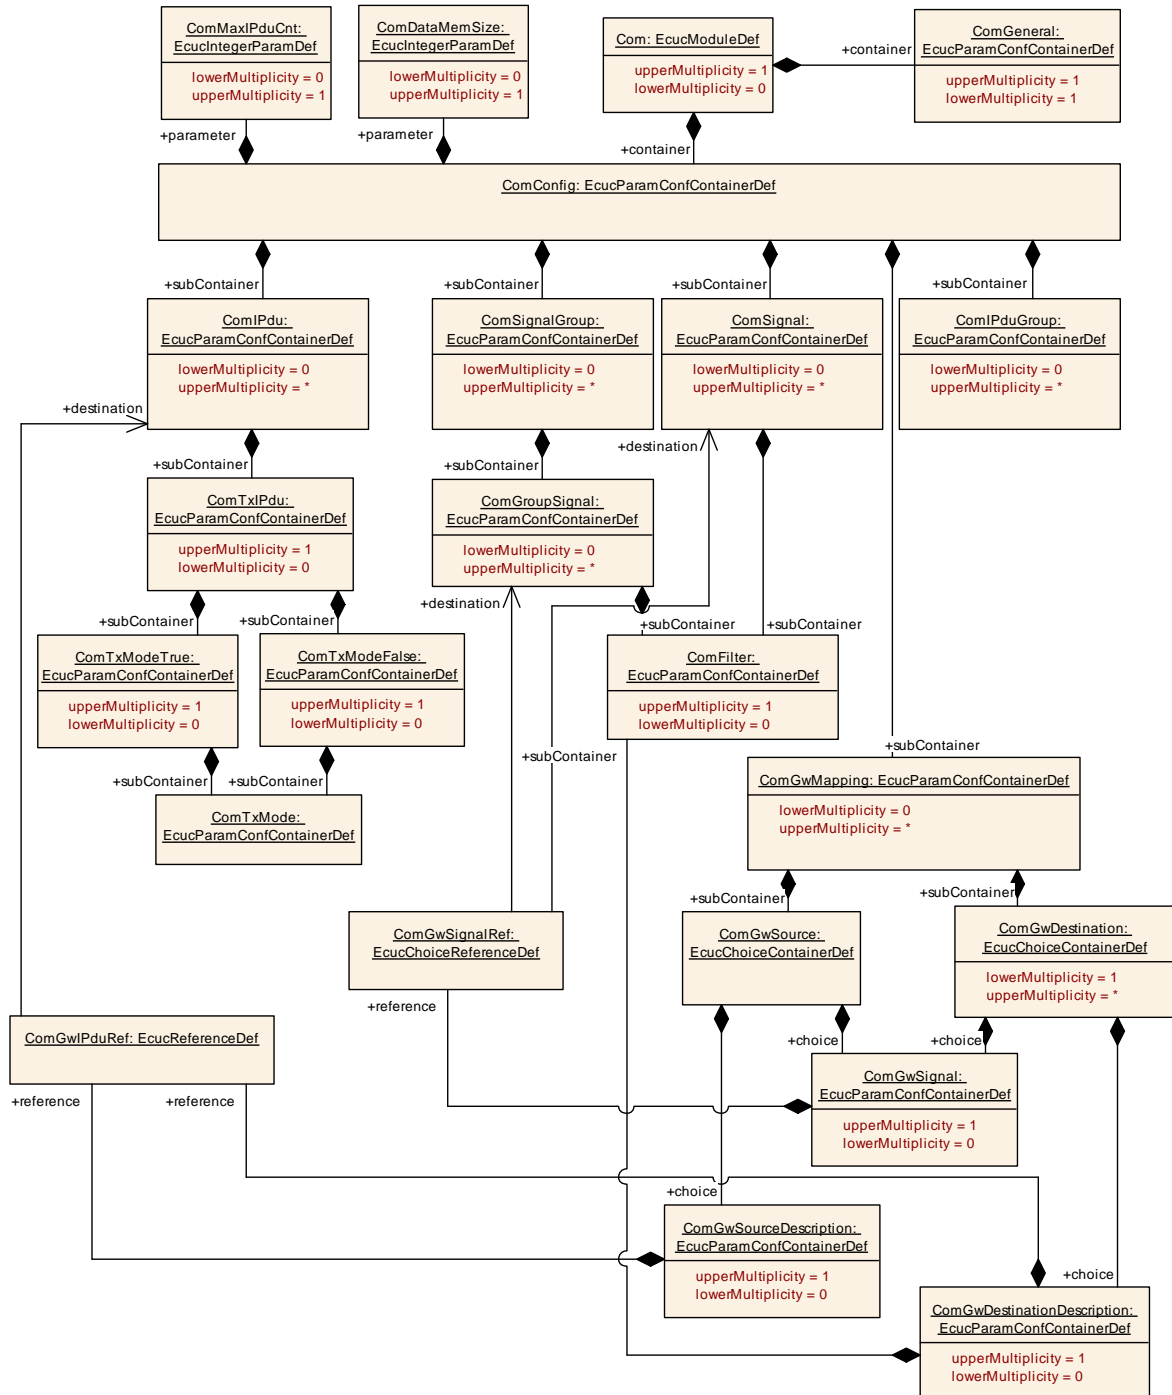 ComMaxIPduCnt:
EcucIntegerParamDef
lowerMultiplicity = 0
upperMultiplicity = 1
ComDataMemSize:
EcucIntegerParamDef
lowerMultiplicity = 0
upperMultiplicity = 1
Com: EcucModuleDef
upperMultiplicity = 1
lowerMultiplicity = 0
+container
ComGeneral:
EcucParamConfContainerDef
upperMultiplicity = 1
lowerMultiplicity = 1
+parameter
+parameter
+container
ComConfig: EcucParamConfContainerDef
+subContainer
+subContainer
+subContainer
+subContainer
ComIPdu:
EcucParamConfContainerDef
lowerMultiplicity = 0
upperMultiplicity = *
ComSignalGroup:
EcucParamConfContainerDef
lowerMultiplicity = 0
upperMultiplicity = *
ComSignal:
EcucParamConfContainerDef
lowerMultiplicity = 0
upperMultiplicity = *
ComIPduGroup:
EcucParamConfContainerDef
lowerMultiplicity = 0
upperMultiplicity = *
+destination
+subContainer
+subContainer
+destination
ComTxIPdu:
EcucParamConfContainerDef
upperMultiplicity = 1
lowerMultiplicity = 0
ComGroupSignal:
EcucParamConfContainerDef
lowerMultiplicity = 0
upperMultiplicity = *
+destination
+subContainer
+subContainer
+subContainer
+subContainer
ComTxModeTrue:
EcucParamConfContainerDef
upperMultiplicity = 1
lowerMultiplicity = 0
ComTxModeFalse:
EcucParamConfContainerDef
upperMultiplicity = 1
lowerMultiplicity = 0
ComFilter:
EcucParamConfContainerDef
upperMultiplicity = 1
lowerMultiplicity = 0
+subContainer
+subContainer
+subContainer
+subContainer
ComTxMode:
EcucParamConfContainerDef
ComGwMapping: EcucParamConfContainerDef
lowerMultiplicity = 0
upperMultiplicity = *
+subContainer
+subContainer
ComGwSignalRef:
EcucChoiceReferenceDef
ComGwSource:
EcucChoiceContainerDef
ComGwDestination:
EcucChoiceContainerDef
lowerMultiplicity = 1
upperMultiplicity = *
+reference
ComGwIPduRef: EcucReferenceDef
+choice
+choice
ComGwSignal:
EcucParamConfContainerDef
upperMultiplicity = 1
lowerMultiplicity = 0
+reference
+reference
+choice
ComGwSourceDescription:
EcucParamConfContainerDef
upperMultiplicity = 1
lowerMultiplicity = 0
+choice
ComGwDestinationDescription:
EcucParamConfContainerDef
upperMultiplicity = 1
lowerMultiplicity = 0